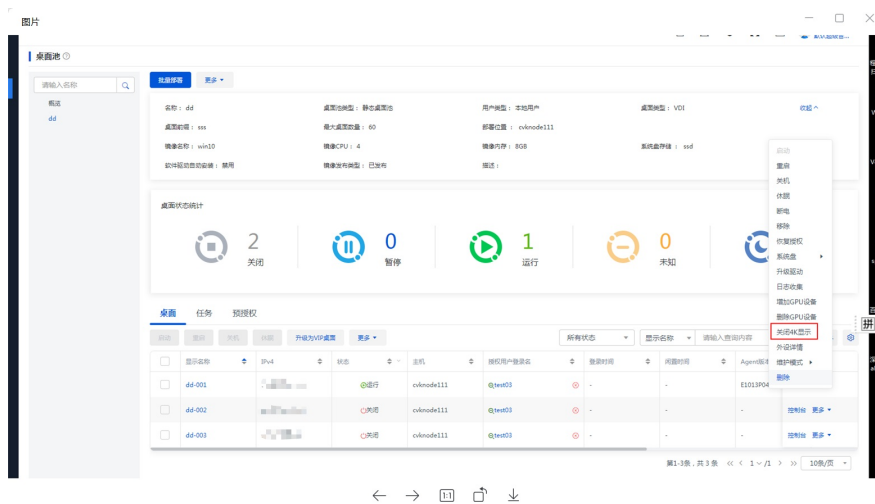 图片
桌面池
请输入名称
概览
dd
批量部署 更多
名称： dd 桌面池类型： 静态桌面池 用户类型： 本地用户 桌面类型： VDI 收起
桌面前缀： sss 最大桌面数量： 60 部署位置 ： cvknode111
镜像名称： win10 镜像CPU： 4 镜像内存： 8GB 系统盘存储 ： ssd
软件驱动自动安装： 禁用 镜像发布类型： 已发布 描述：
桌面状态统计
2 关闭
0 暂停
1 运行
0 未知
启动
重启
关机
休眠
断电
移除
恢复授权
系统盘
升级驱动
日志收集
增加GPU设备
删除GPU设备
关闭4K显示
外设详情
维护模式
删除
桌面 任务 预授权
启动 重启 关机 休眠 升级为VIP桌面 更多 所有状态 显示名称 请输入查询内容
显示名称 IPv4 状态 主机 授权用户登录名 登录时间 闲置时间 Agent版本
dd-001 运行 cvknode111 test03 - - E1013P04
dd-002 关闭 cvknode111 test03 - - - 控制台 更多
dd-003 关闭 cvknode111 test03 - - - 控制台 更多
第1-3条，共 3 条 << < 1 /1 > >> 10条/页
拼
1:1